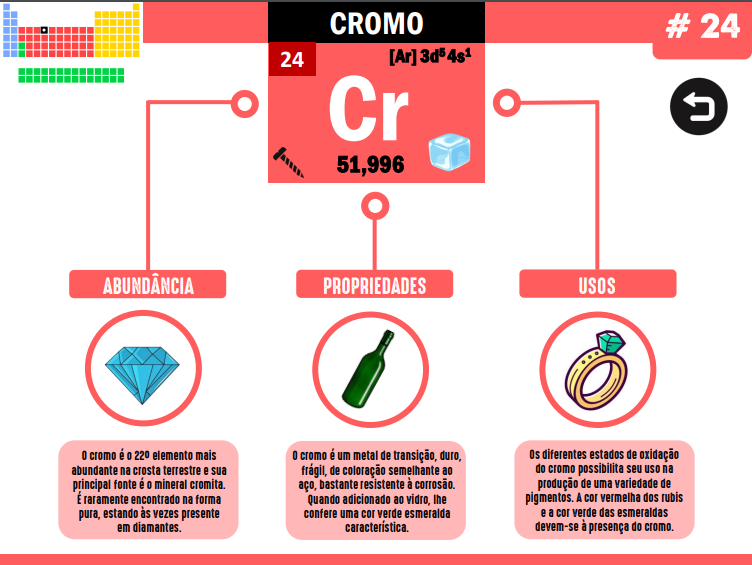 CROMO
# 24
24
[Ar] 3d⁵ 4s¹
Cr
51,996
ABUNDÂNCIA
PROPRIEDADES
USOS
O cromo é o 22º elemento mais
abundante na crosta terrestre e sua
principal fonte é o mineral cromita.
É raramente encontrado na forma
pura, estando às vezes presente
em diamantes.
O cromo é um metal de transição, duro,
frágil, de coloração semelhante ao
aço, bastante resistente à corrosão.
Quando adicionado ao vidro, lhe
confere uma cor verde esmeralda
característica.
Os diferentes estados de oxidação
do cromo possibilita seu uso na
produção de uma variedade de
pigmentos. A cor vermelha dos rubis
e a cor verde das esmeraldas
devem-se à presença do cromo.